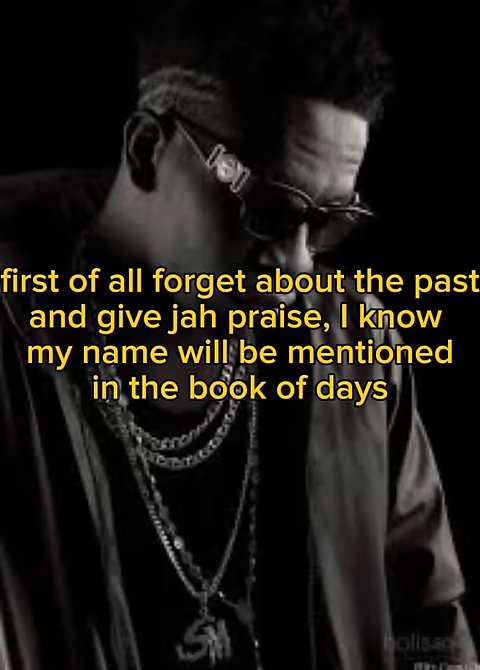 first of all forget about the past
and give jah praise, I know
my name will be mentioned
in the book of days